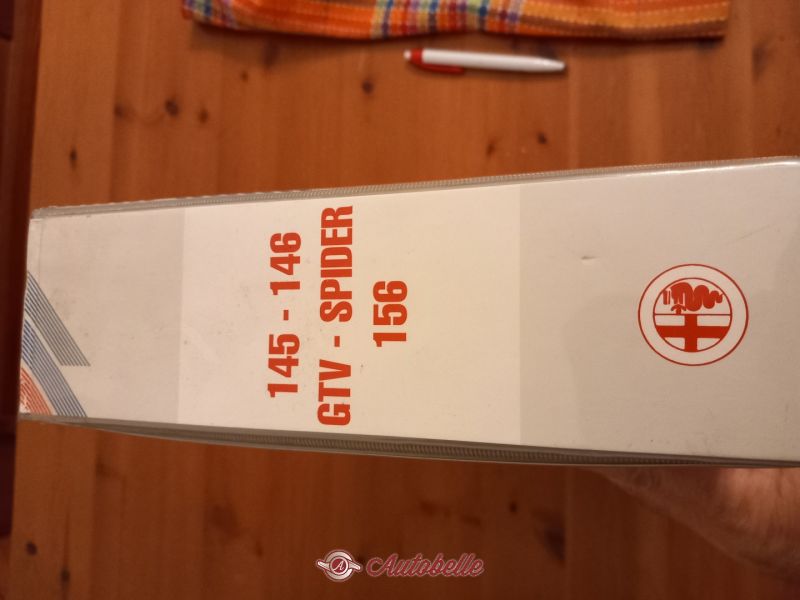 145 - 146
GTV - SPIDER
156
A
Autobelle